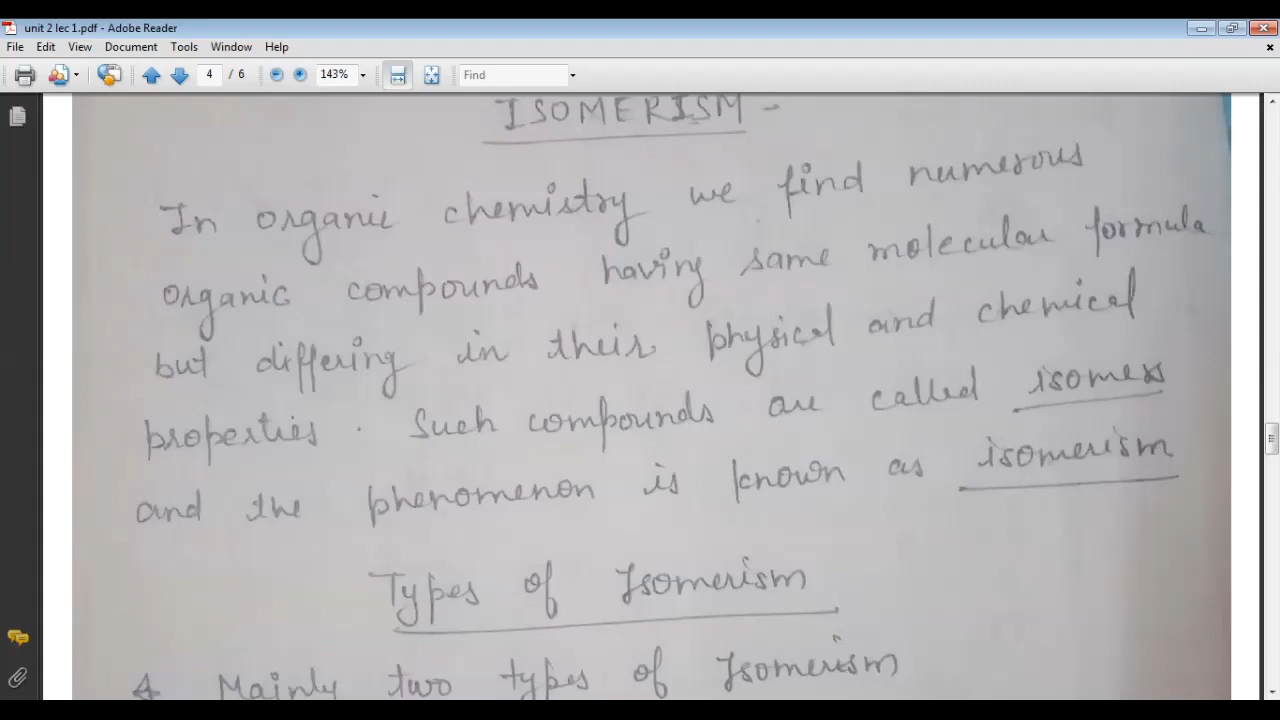 unit 2 lec 1.pdf - Adobe Reader
File Edit View Document Tools Window Help
4 / 6 143% Find
ISOMERISM -
In organic chemistry we find numerous
organic compounds having same molecular formula
but differing in their physical and chemical
properties. Such compounds are called isomers
and the phenomenon is known as isomerism
Types of Isomerism
Mainly two types of Isomerism